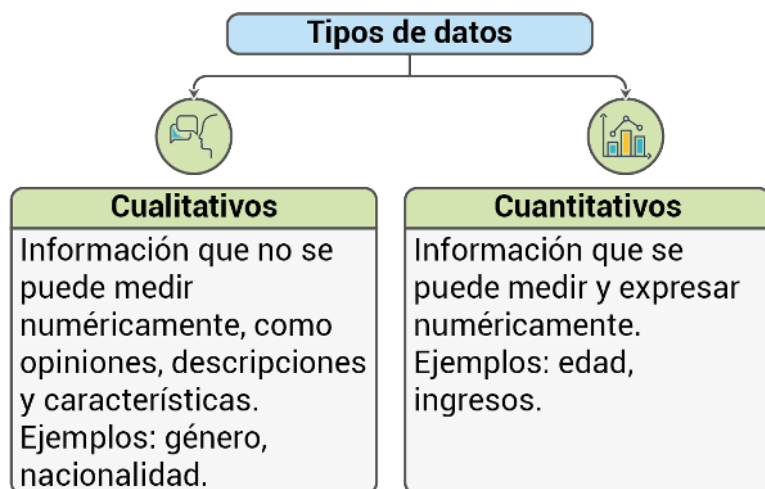 Tipos de datos
Cualitativos
Información que no se
puede medir
numéricamente, como
opiniones, descripciones
y características.
Ejemplos: género,
nacionalidad.
Cuantitativos
Información que se
puede medir y expresar
numéricamente.
Ejemplos: edad,
ingresos.